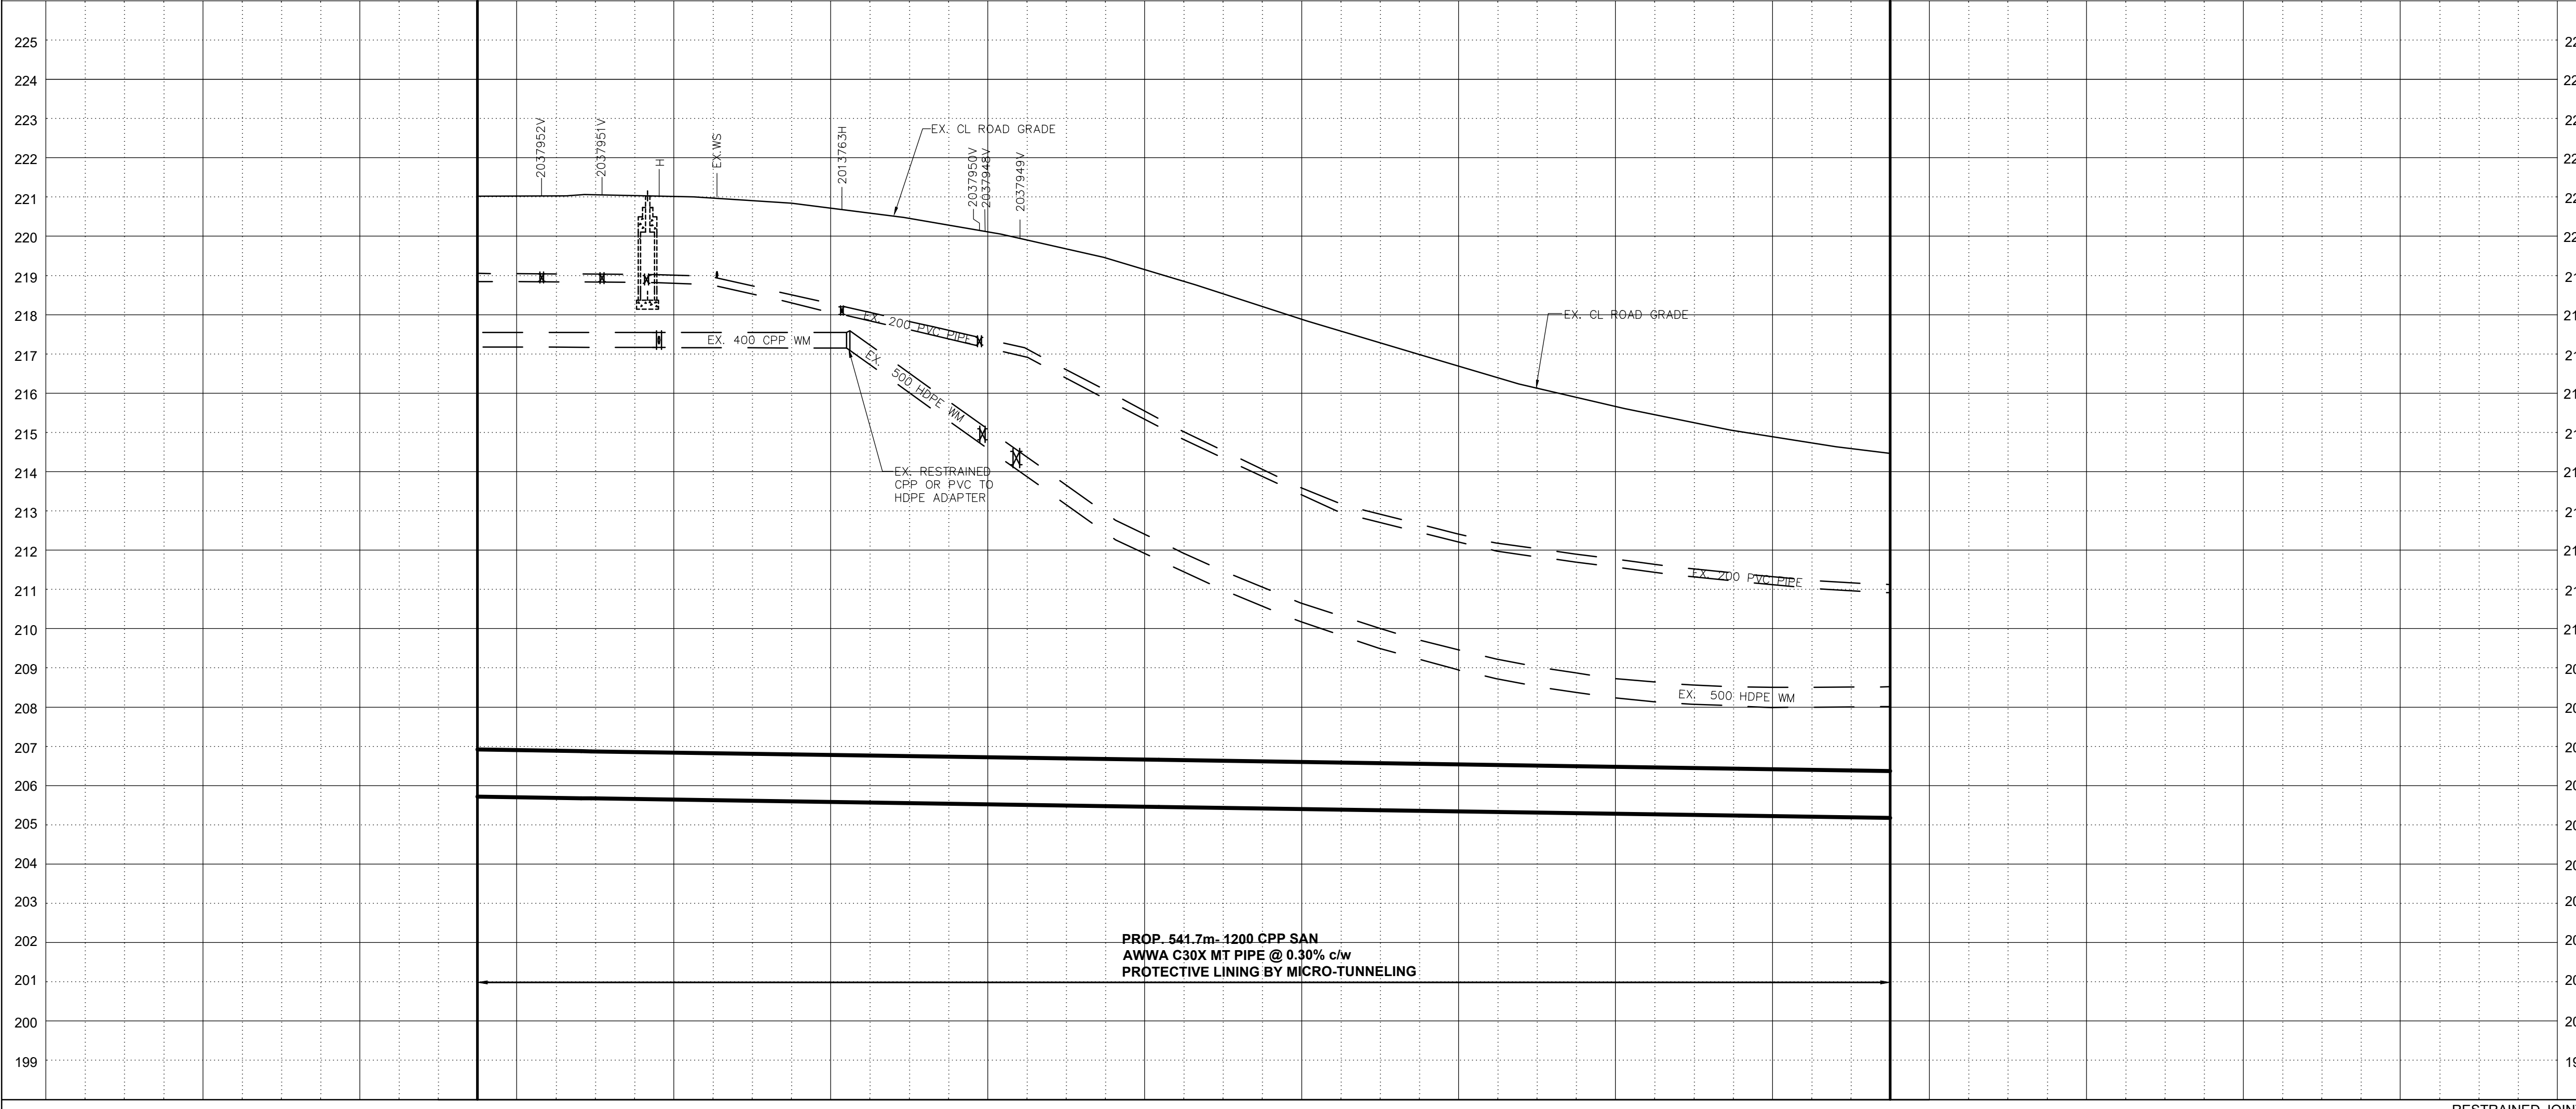 225
224
223
222
221
220
219
218
217
216
215
214
213
212
211
210
209
208
207
206
205
204
203
202
201
200
199
2037952V
2037951V
H
EX.WS
2013763H
EX. CL ROAD GRADE
2037950V
2037948V
2037949V
EX. 200 PVC PIPE
EX. 400 CPP WM
EX. 500 HDPE WM
EX. RESTRAINED
CPP OR PVC TO
HDPE ADAPTER
EX. CL ROAD GRADE
EX. 200 PVC PIPE
EX. 500 HDPE WM
PROP. 541.7m- 1200 CPP SAN
AWWA C30X MT PIPE @ 0.30% c/w
PROTECTIVE LINING BY MICRO-TUNNELING